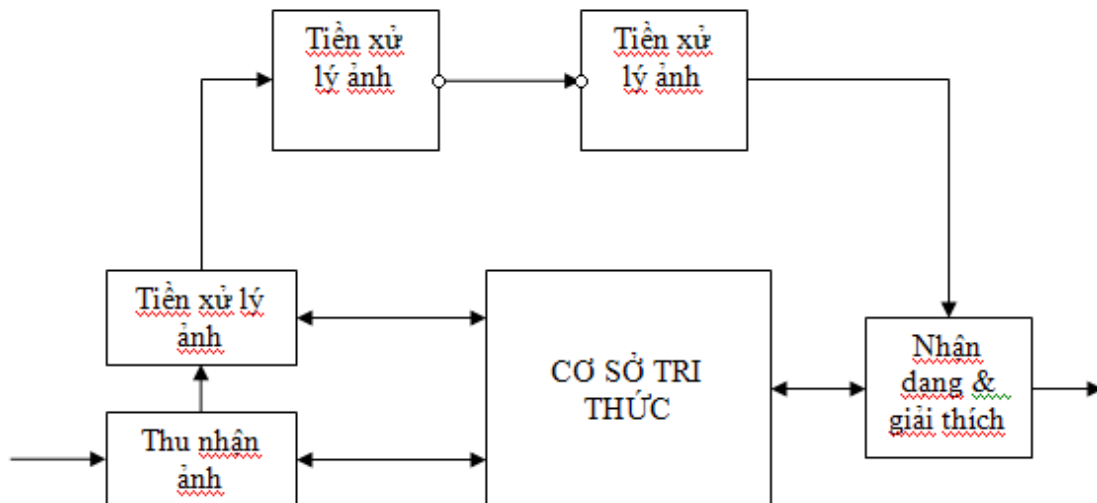 Tiền xử
lý ảnh
Tiền xử
lý ảnh
Tiền xử lý
ảnh
CƠ SỞ TRI
THỨC
Nhận
dạng &
giải thích
Thu nhận
ảnh